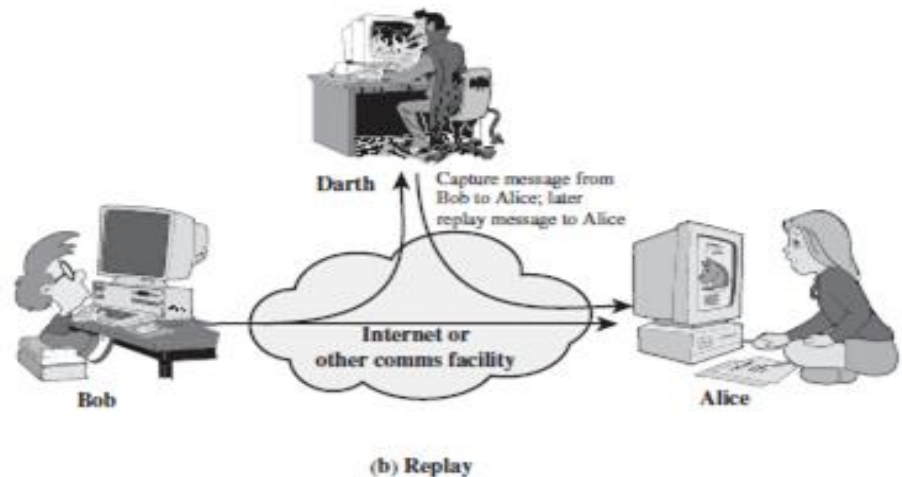 Darth
Capture message from
Bob to Alice; later
replay message to Alice
Internet or
other comms facility
Bob
Alice
(b) Replay